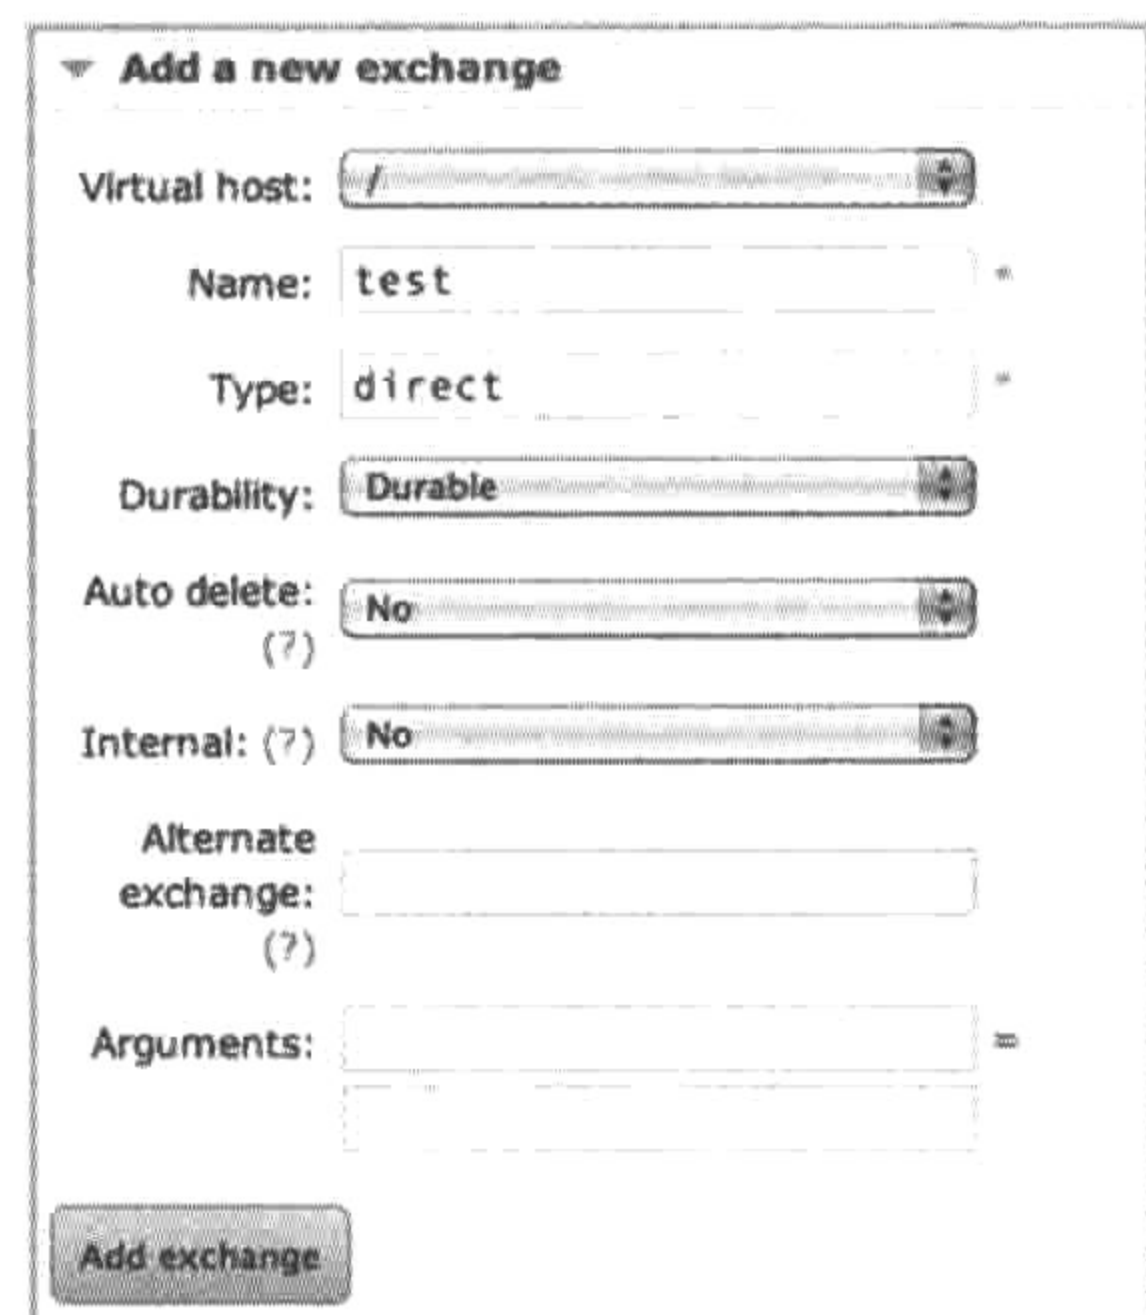 Add a new exchange
Virtual host: /
Name: test *
Type: direct *
Durability: Durable
Auto delete: No
(?)
Internal: (?) No
Alternate
exchange:
(?)
Arguments: =
Add exchange